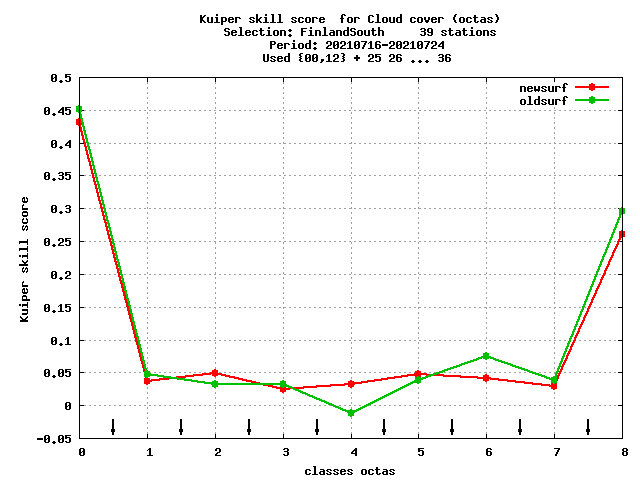 Kuiper skill score  for Cloud cover (octas)
Selection: FinlandSouth     39 stations
Period: 20210716-20210724
Used {00,12} + 25 26 ... 36
newsurf
oldsurf
0.5
0.45
0.4
0.35
0.3
0.25
0.2
0.15
0.1
0.05
0
-0.05
Kuiper skill score
0 1 2 3 4 5 6 7 8
classes octas